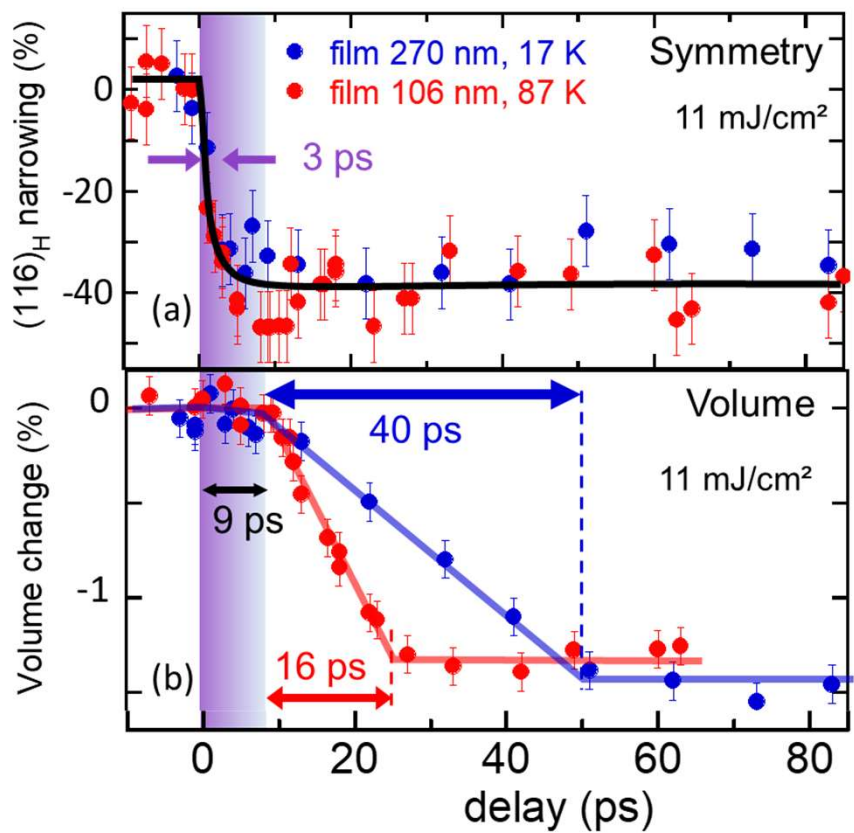 film 270 nm, 17 K
Symmetry
film 106 nm, 87 K
11 mJ/cm²
(116)H narrowing (%)
0
-20
-40
3 ps
(a)
Volume change (%)
0
-1
40 ps
Volume
11 mJ/cm²
9 ps
16 ps
(b)
0 20 40 60 80
delay (ps)